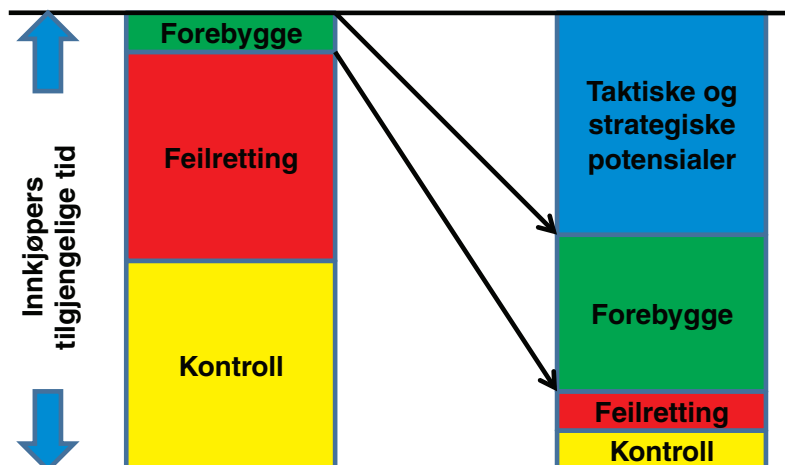 Innkjøpers
tilgjengelige tid
Forebygge
Feilretting
Kontroll
Taktiske og
strategiske
potensialer
Forebygge
Feilretting
Kontroll